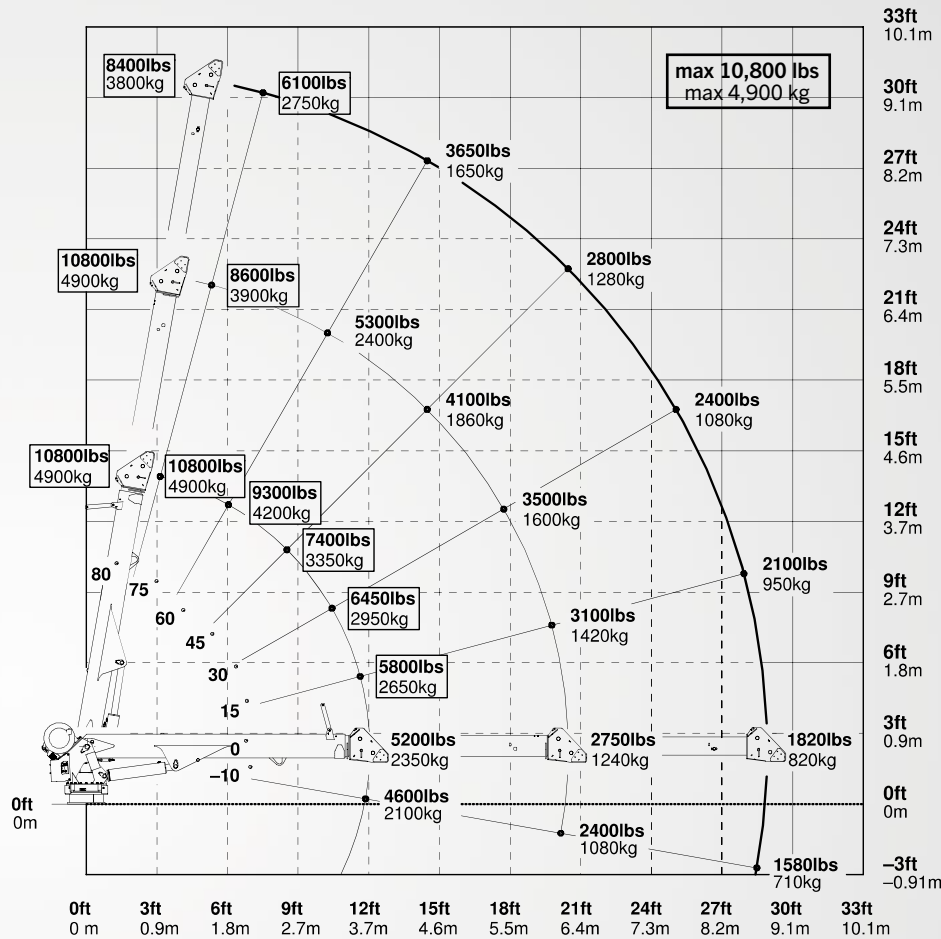 33ft
10.1m
8400lbs
3800kg
6100lbs
2750kg
max 10,800 lbs
max 4,900 kg
30ft
9.1m
3650lbs
1650kg
27ft
8.2m
24ft
7.3m
10800lbs
4900kg
8600lbs
3900kg
2800lbs
1280kg
21ft
6.4m
5300lbs
2400kg
18ft
5.5m
4100lbs
1860kg
2400lbs
1080kg
15ft
4.6m
10800lbs
4900kg
10800lbs
4900kg
9300lbs
4200kg
3500lbs
1600kg
12ft
3.7m
7400lbs
3350kg
80
75
2100lbs
950kg
9ft
2.7m
6450lbs
2950kg
60
3100lbs
1420kg
45
6ft
1.8m
30
5800lbs
2650kg
15
3ft
0.9m
0
5200lbs
2350kg
2750lbs
1240kg
1820lbs
820kg
–10
0ft
0m
4600lbs
2100kg
0ft
0m
2400lbs
1080kg
1580lbs
710kg
–3ft
–0.91m
0ft 3ft 6ft 9ft 12ft 15ft 18ft 21ft 24ft 27ft 30ft 33ft
0 m 0.9m 1.8m 2.7m 3.7m 4.6m 5.5m 6.4m 7.3m 8.2m 9.1m 10.1m